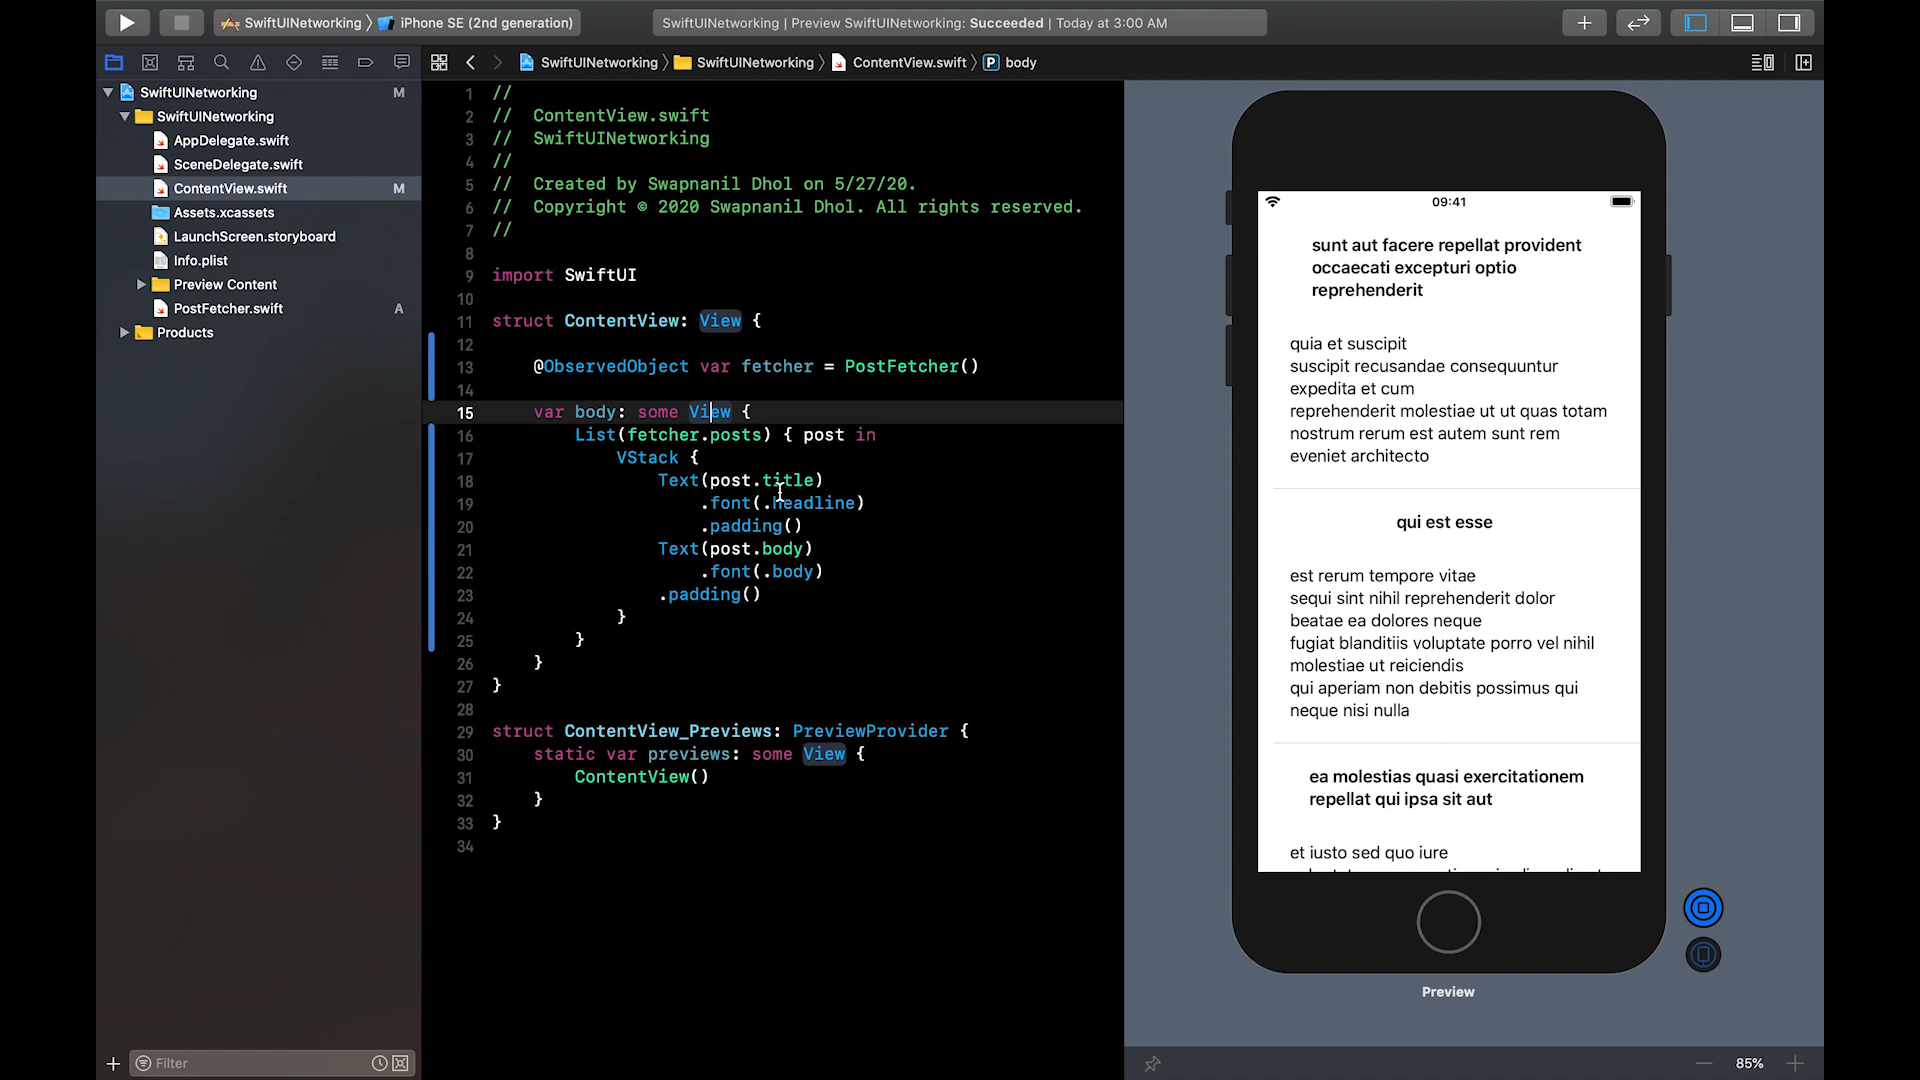 SwiftUINetworking 〉 iPhone SE (2nd generation)
SwiftUINetworking | Preview SwiftUINetworking: Succeeded | Today at 3:00 AM
SwiftUINetworking 〉 SwiftUINetworking 〉 ContentView.swift 〉 P body
SwiftUINetworking M
SwiftUINetworking
AppDelegate.swift
SceneDelegate.swift
ContentView.swift M
Assets.xcassets
LaunchScreen.storyboard
Info.plist
Preview Content
PostFetcher.swift A
Products
Filter
1 //
2 //  ContentView.swift
3 //  SwiftUINetworking
4 //
5 //  Created by Swapnanil Dhol on 5/27/20.
6 //  Copyright © 2020 Swapnanil Dhol. All rights reserved.
7 //
8
9 import SwiftUI
10
11 struct ContentView: View {
12
13     @ObservedObject var fetcher = PostFetcher()
14
15     var body: some View {
16         List(fetcher.posts) { post in
17             VStack {
18                 Text(post.title)
19                     .font(.headline)
20                     .padding()
21                 Text(post.body)
22                     .font(.body)
23                 .padding()
24             }
25         }
26     }
27 }
28
29 struct ContentView_Previews: PreviewProvider {
30     static var previews: some View {
31         ContentView()
32     }
33 }
34
09:41
sunt aut facere repellat provident
occaecati excepturi optio
reprehenderit
quia et suscipit
suscipit recusandae consequuntur
expedita et cum
reprehenderit molestiae ut ut quas totam
nostrum rerum est autem sunt rem
eveniet architecto
qui est esse
est rerum tempore vitae
sequi sint nihil reprehenderit dolor
beatae ea dolores neque
fugiat blanditiis voluptate porro vel nihil
molestiae ut reiciendis
qui aperiam non debitis possimus qui
neque nisi nulla
ea molestias quasi exercitationem
repellat qui ipsa sit aut
et iusto sed quo iure
Preview
85%